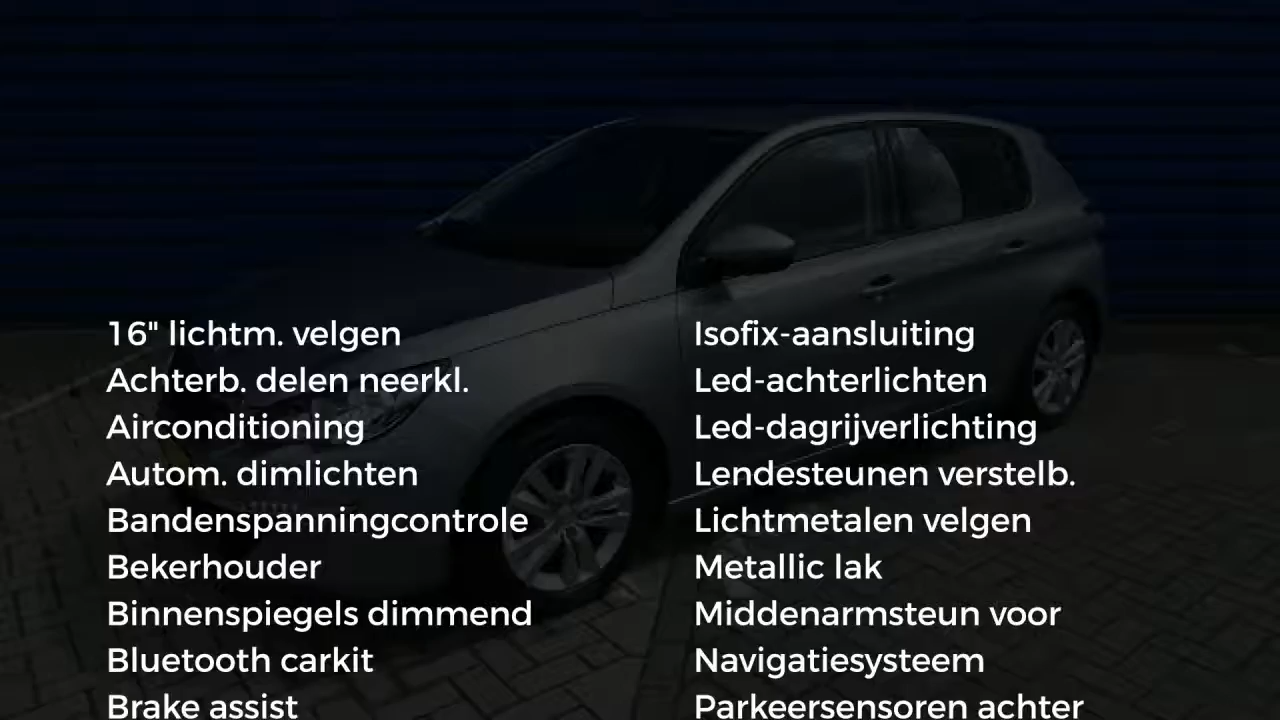 16" lichtm. velgen
Achterb. delen neerkl.
Airconditioning
Autom. dimlichten
Bandenspanningcontrole
Bekerhouder
Binnenspiegels dimmend
Bluetooth carkit
Brake assist
Isofix-aansluiting
Led-achterlichten
Led-dagrijverlichting
Lendesteunen verstelb.
Lichtmetalen velgen
Metallic lak
Middenarmsteun voor
Navigatiesysteem
Parkeersensoren achter